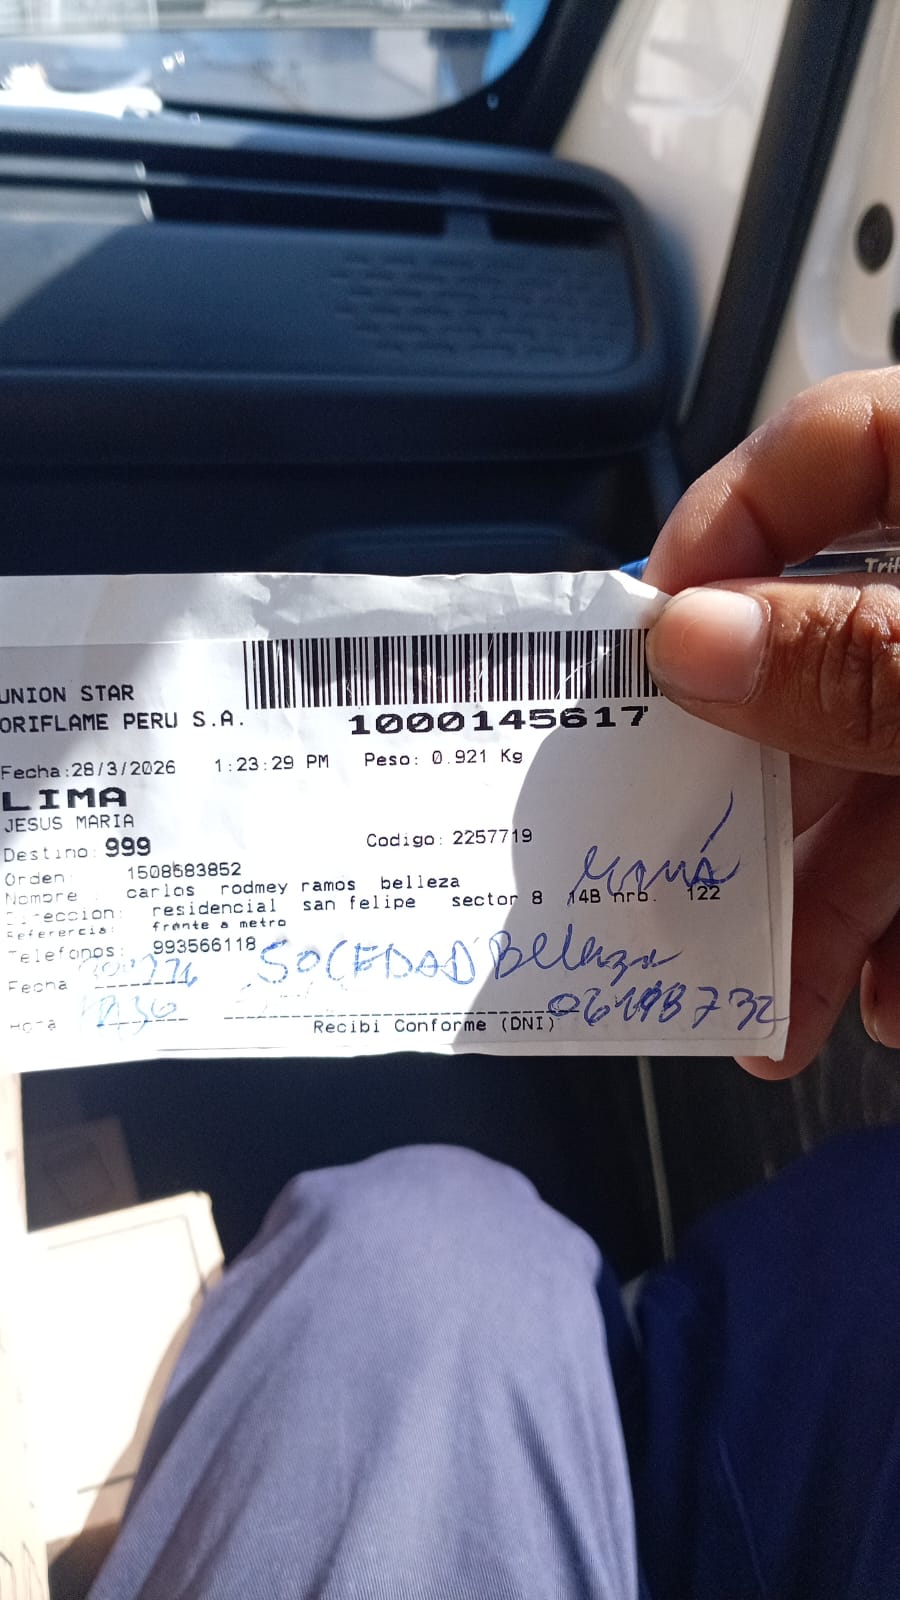 UNION STAR
ORIFLAME PERU S.A.
1000145617
Fecha:28/3/2026 1:23:29 PM Peso: 0.921 Kg
LIMA
JESUS MARIA
Destino: 999 Codigo: 2257719
Orden: 1508683852
Nombre carlos rodmey ramos belleza
Direccion: residencial san felipe sector 8 14B nro. 122
Referencia: frente a metro
Telefonos: 993566118
mamá
SOCEDAD Belleza
Fecha
Hora
Recibi Conforme (DNI)